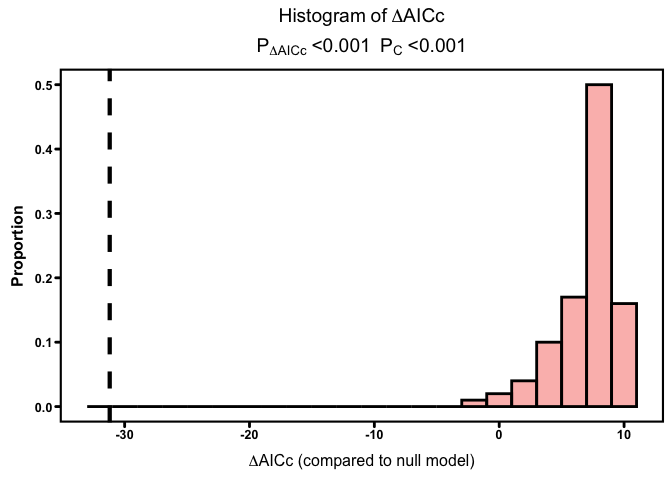 Histogram of ΔAICc
PΔAICc <0.001 PC <0.001
0.5
0.4
0.3
0.2
0.1
0.0
Proportion
-30 -20 -10 0 10
ΔAICc (compared to null model)